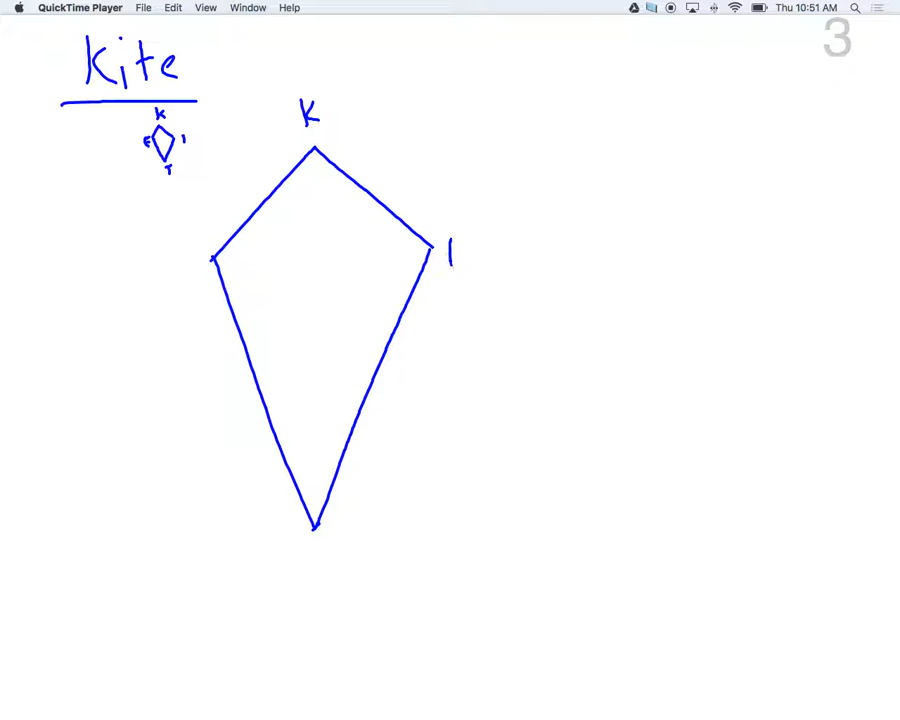 QuickTime Player File Edit View Window Help Thu 10:51 AM
3
Kite
K
E I
T
K
I